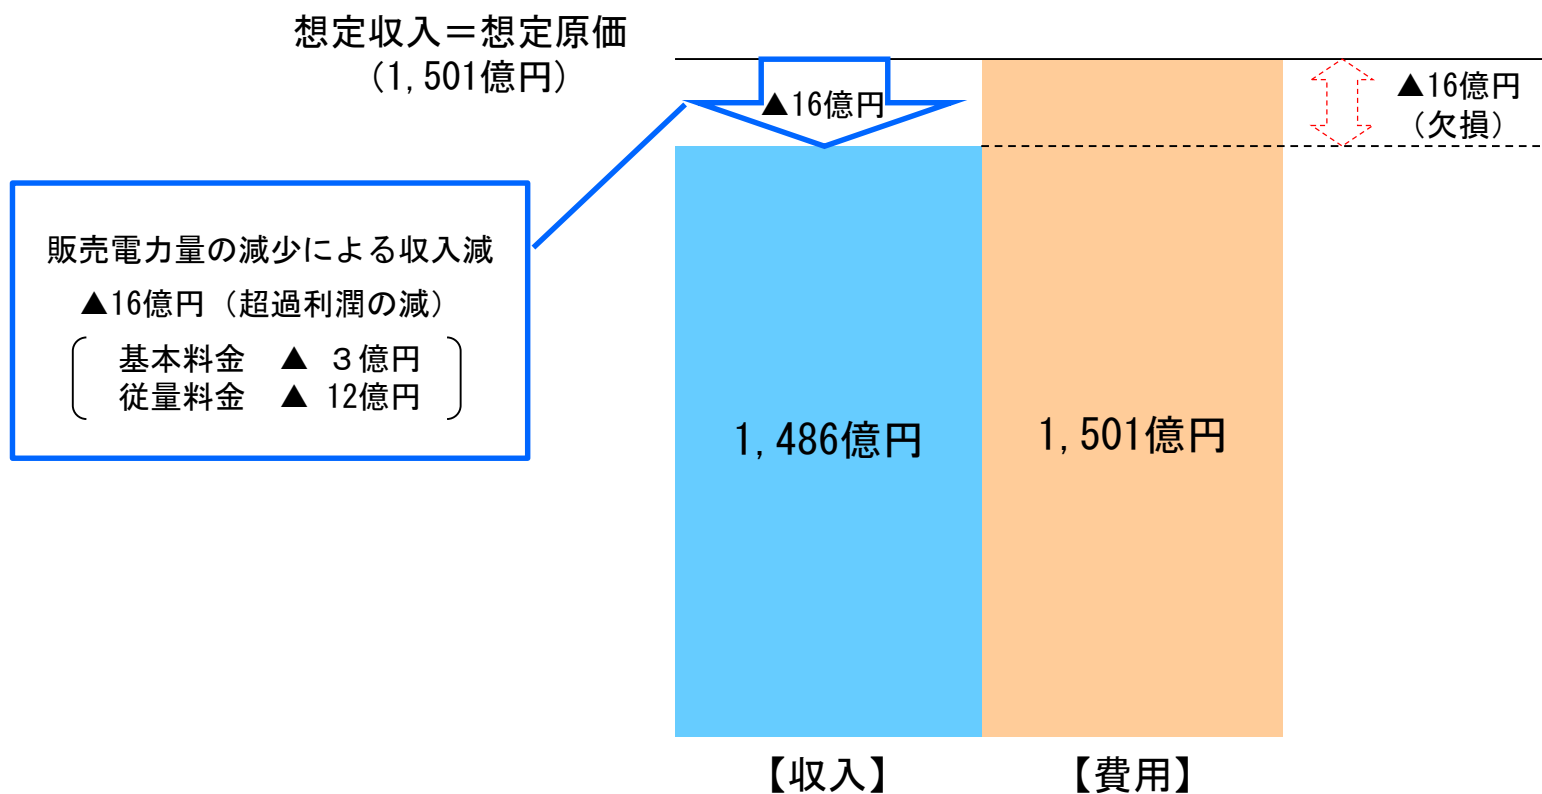 想定収入＝想定原価
（1,501億円）
▲16億円
▲16億円
（欠損）
販売電力量の減少による収入減
▲16億円（超過利潤の減）
基本料金　▲　３億円
従量料金　▲　12億円
1,486億円
1,501億円
【収入】
【費用】